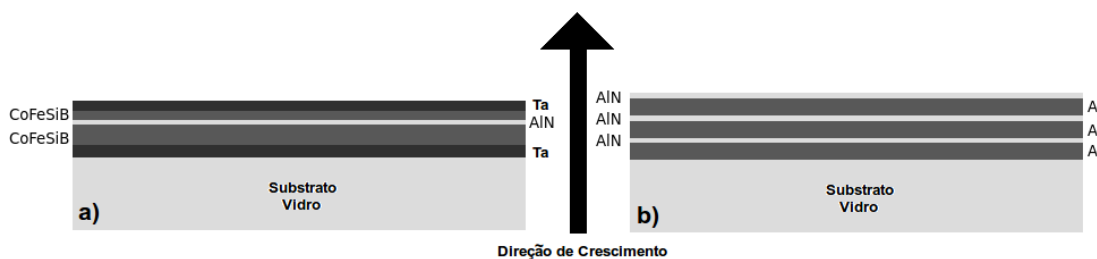 CoFeSiB
CoFeSiB
Ta
AlN
Ta
Substrato
Vidro
a)
Direção de Crescimento
AlN
AlN
AlN
A
A
A
Substrato
Vidro
b)